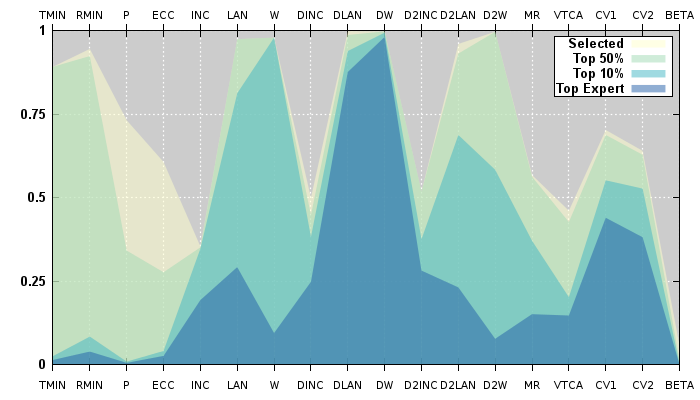 TMIN RMIN P ECC INC LAN W DINC DLAN DW D2INC D2LAN D2W MR VTCA CV1 CV2 BETA
1
Selected
Top 50%
Top 10%
Top Expert
0.75
0.5
0.25
0
TMIN RMIN P ECC INC LAN W DINC DLAN DW D2INC D2LAN D2W MR VTCA CV1 CV2 BETA